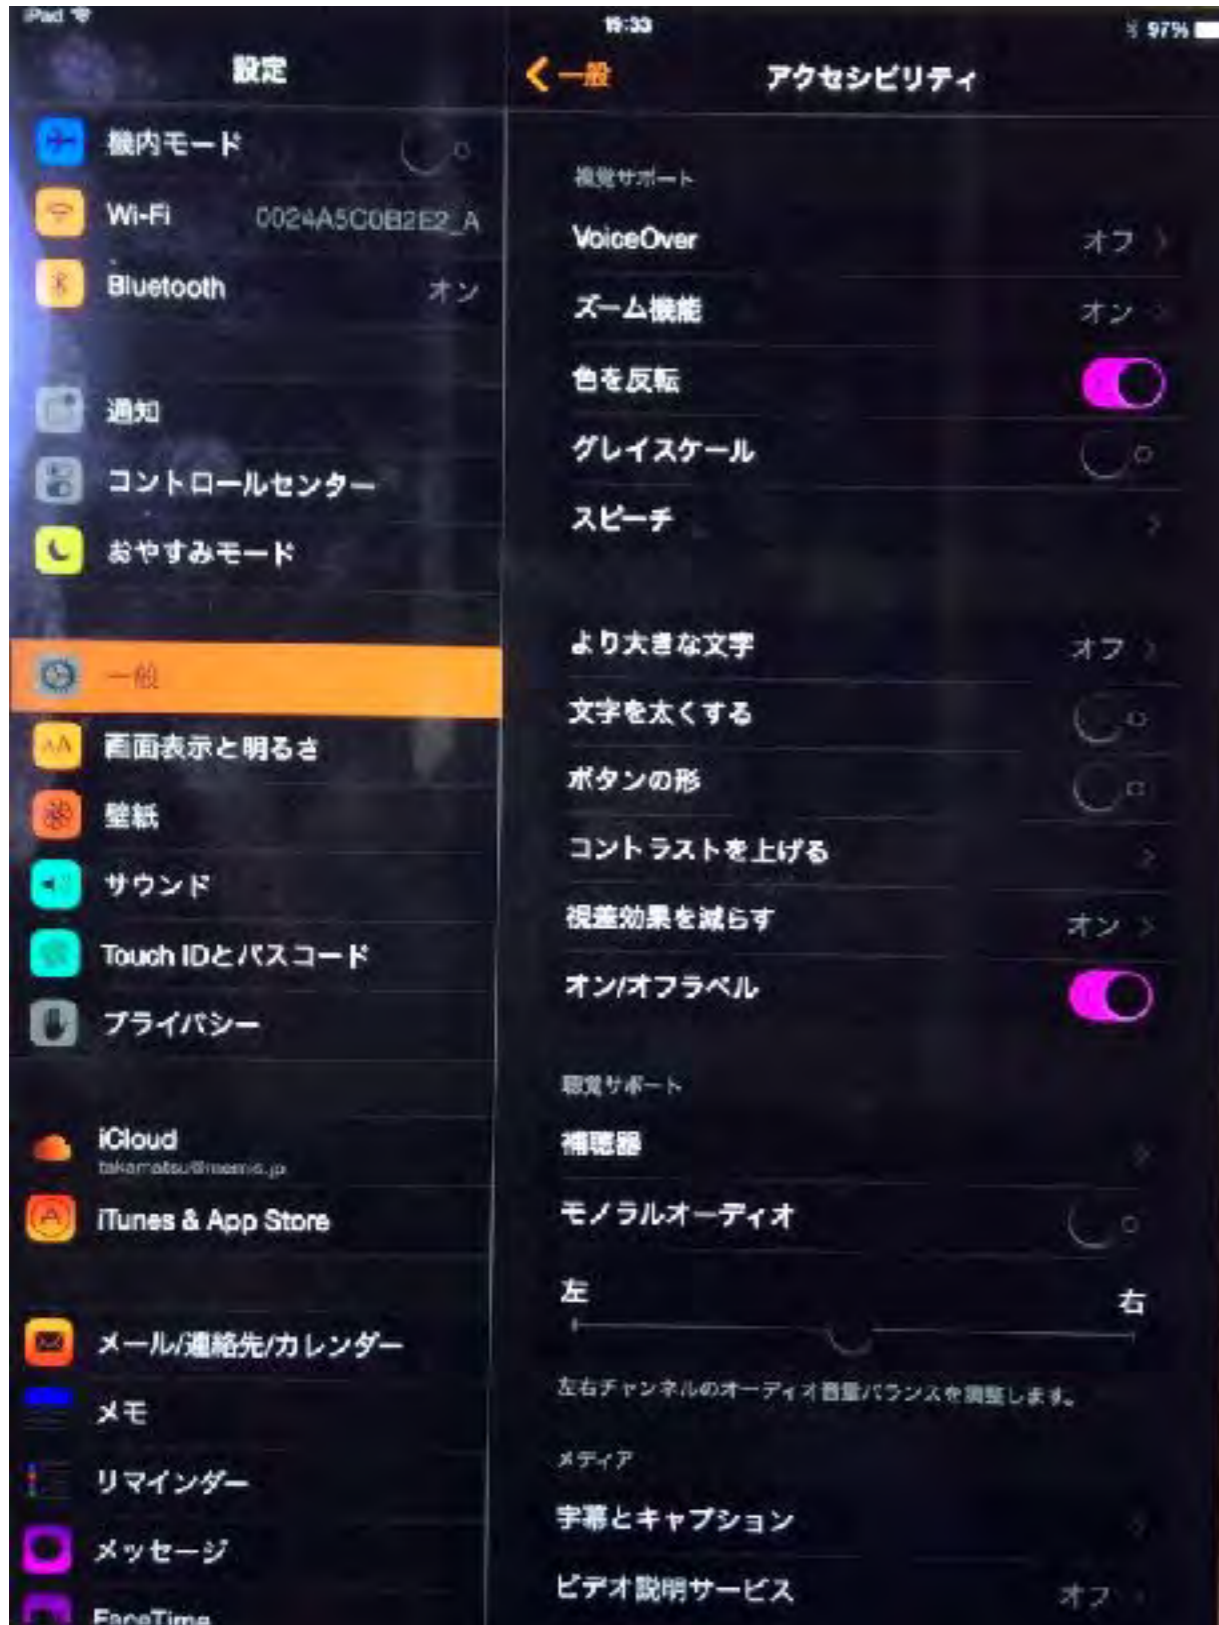 iPad
19:33
97%
設定
一般
アクセシビリティ
機内モード
Wi-Fi
0024A5C0B2E2_A
Bluetooth
オン
通知
コントロールセンター
おやすみモード
一般
画面表示と明るさ
壁紙
サウンド
Touch IDとパスコード
プライバシー
iCloud
iTunes & App Store
メール/連絡先/カレンダー
メモ
リマインダー
メッセージ
FaceTime
視覚サポート
VoiceOver
オフ
ズーム機能
オン
色を反転
グレイスケール
スピーチ
より大きな文字
オフ
文字を太くする
ボタンの形
コントラストを上げる
視差効果を減らす
オン
オン/オフラベル
聴覚サポート
補聴器
モノラルオーディオ
左
右
左右チャンネルのオーディオ音量バランスを調整します。
メディア
字幕とキャプション
ビデオ説明サービス
オフ